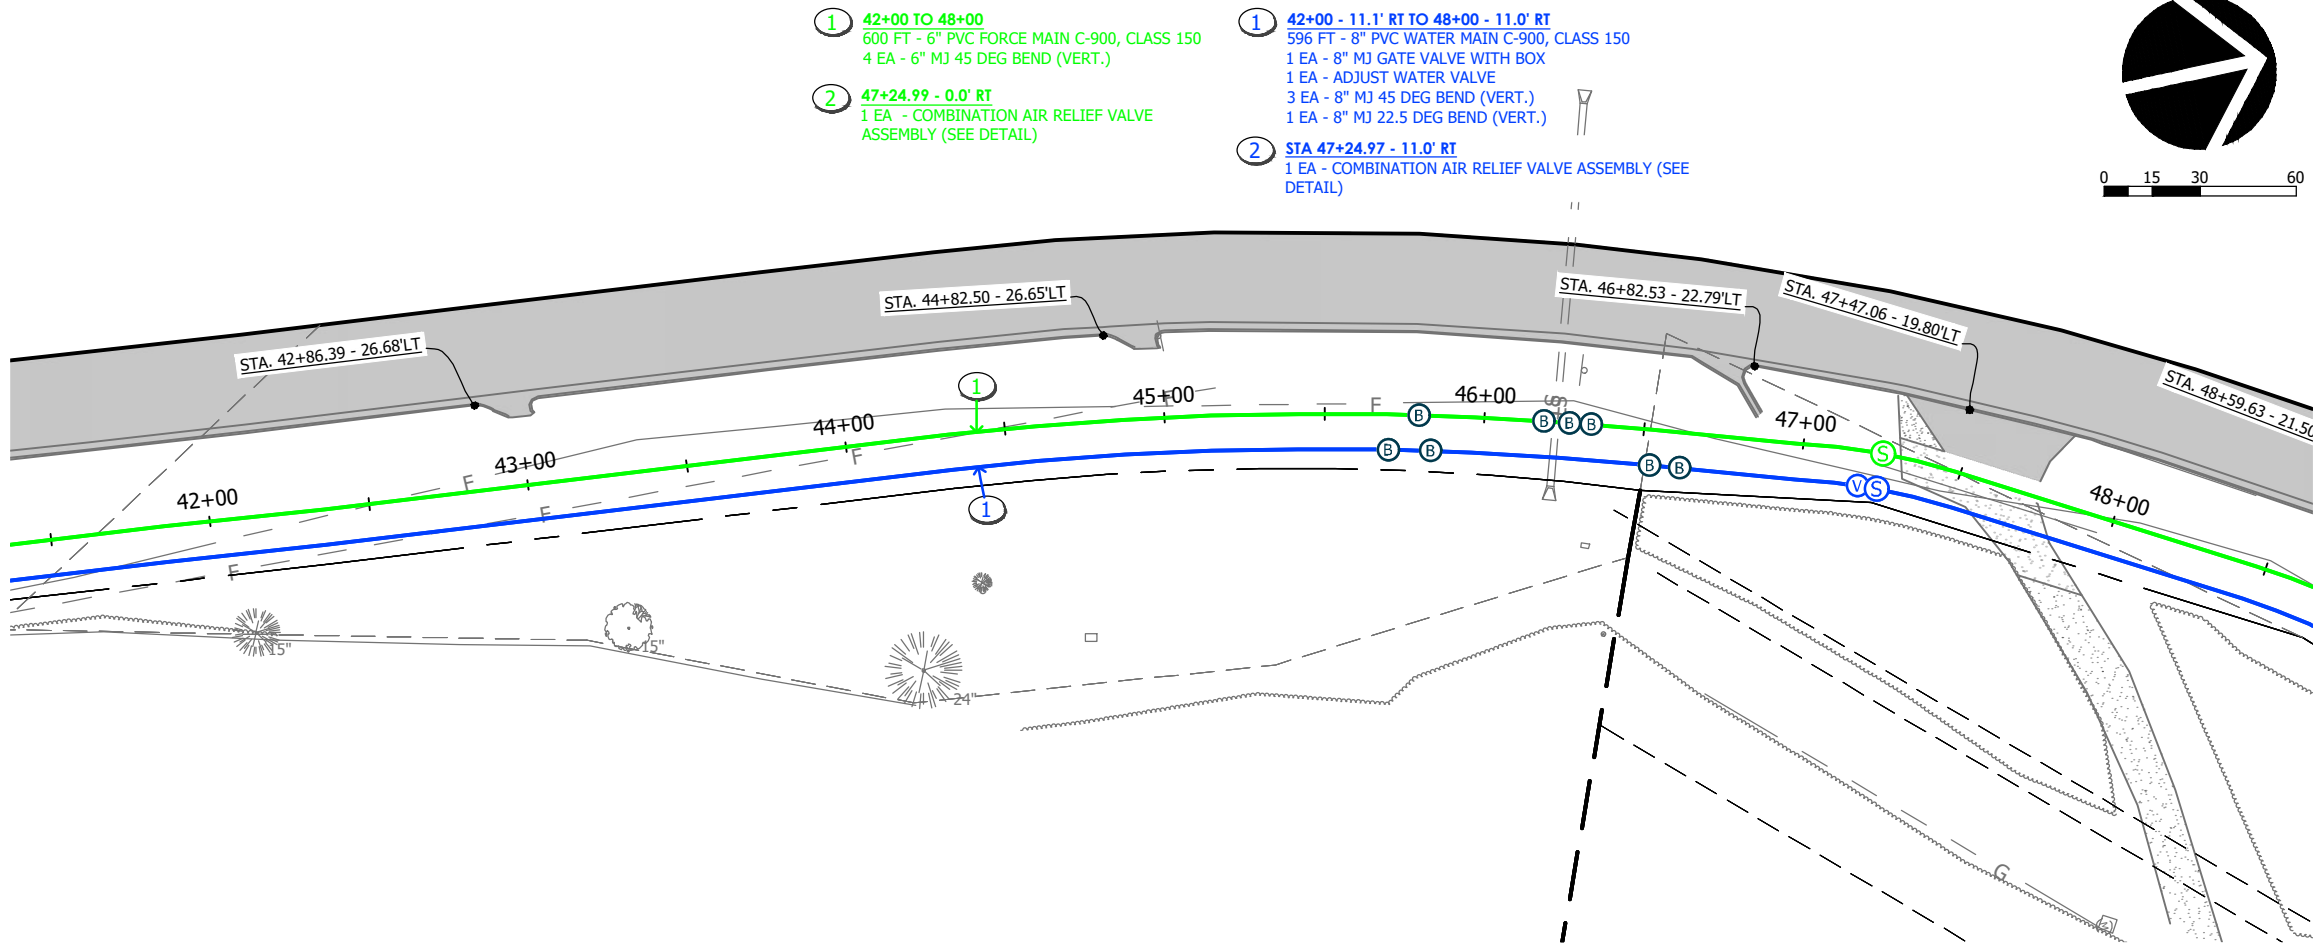 1
42+00 TO 48+00
600 FT - 6" PVC FORCE MAIN C-900, CLASS 150
4 EA - 6" MJ 45 DEG BEND (VERT.)
2
47+24.99 - 0.0' RT
1 EA - COMBINATION AIR RELIEF VALVE
ASSEMBLY (SEE DETAIL)
1
42+00 - 11.1' RT TO 48+00 - 11.0' RT
596 FT - 8" PVC WATER MAIN C-900, CLASS 150
1 EA - 8" MJ GATE VALVE WITH BOX
1 EA - ADJUST WATER VALVE
3 EA - 8" MJ 45 DEG BEND (VERT.)
1 EA - 8" MJ 22.5 DEG BEND (VERT.)
2
STA 47+24.97 - 11.0' RT
1 EA - COMBINATION AIR RELIEF VALVE ASSEMBLY (SEE
DETAIL)
0 15 30 60
STA. 42+86.39 - 26.68'LT
STA. 44+82.50 - 26.65'LT
STA. 46+82.53 - 22.79'LT
STA. 47+47.06 - 19.80'LT
STA. 48+59.63 - 21.50
42+00
43+00
44+00
45+00
46+00
47+00
48+00
1
1
F
F
F
F
F
F
B
B
B
B
B
B
B
B
S
V
S
15"
15"
24"
G